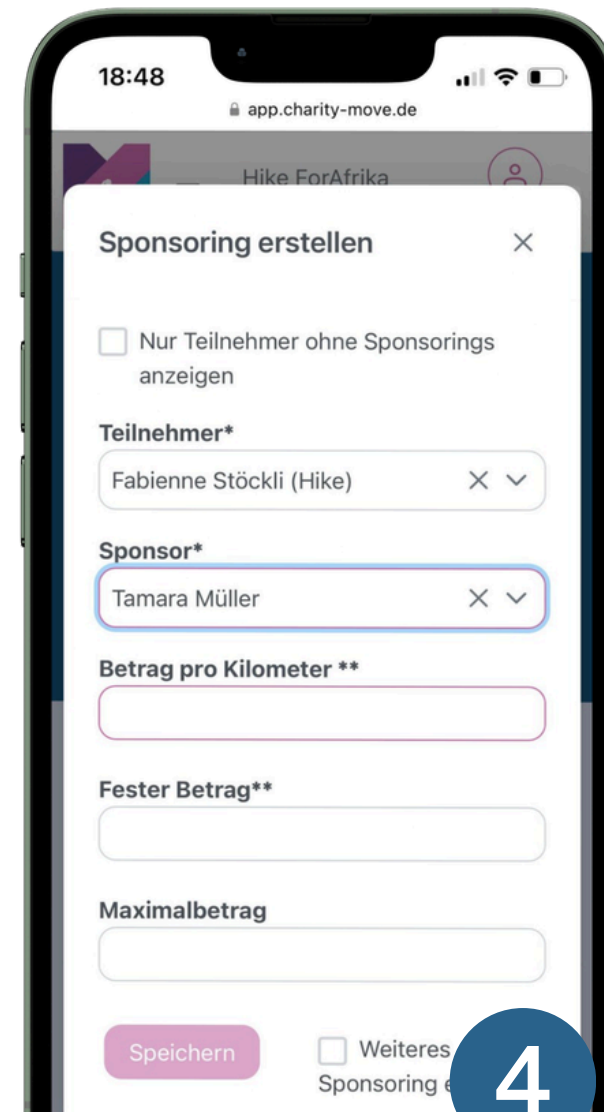 18:48
app.charity-move.de
Hike ForAfrika
Sponsoring erstellen
Nur Teilnehmer ohne Sponsorings
anzeigen
Teilnehmer*
Fabienne Stöckli (Hike)
Sponsor*
Tamara Müller
Betrag pro Kilometer **
Fester Betrag**
Maximalbetrag
Speichern
Weiteres
Sponsoring
4